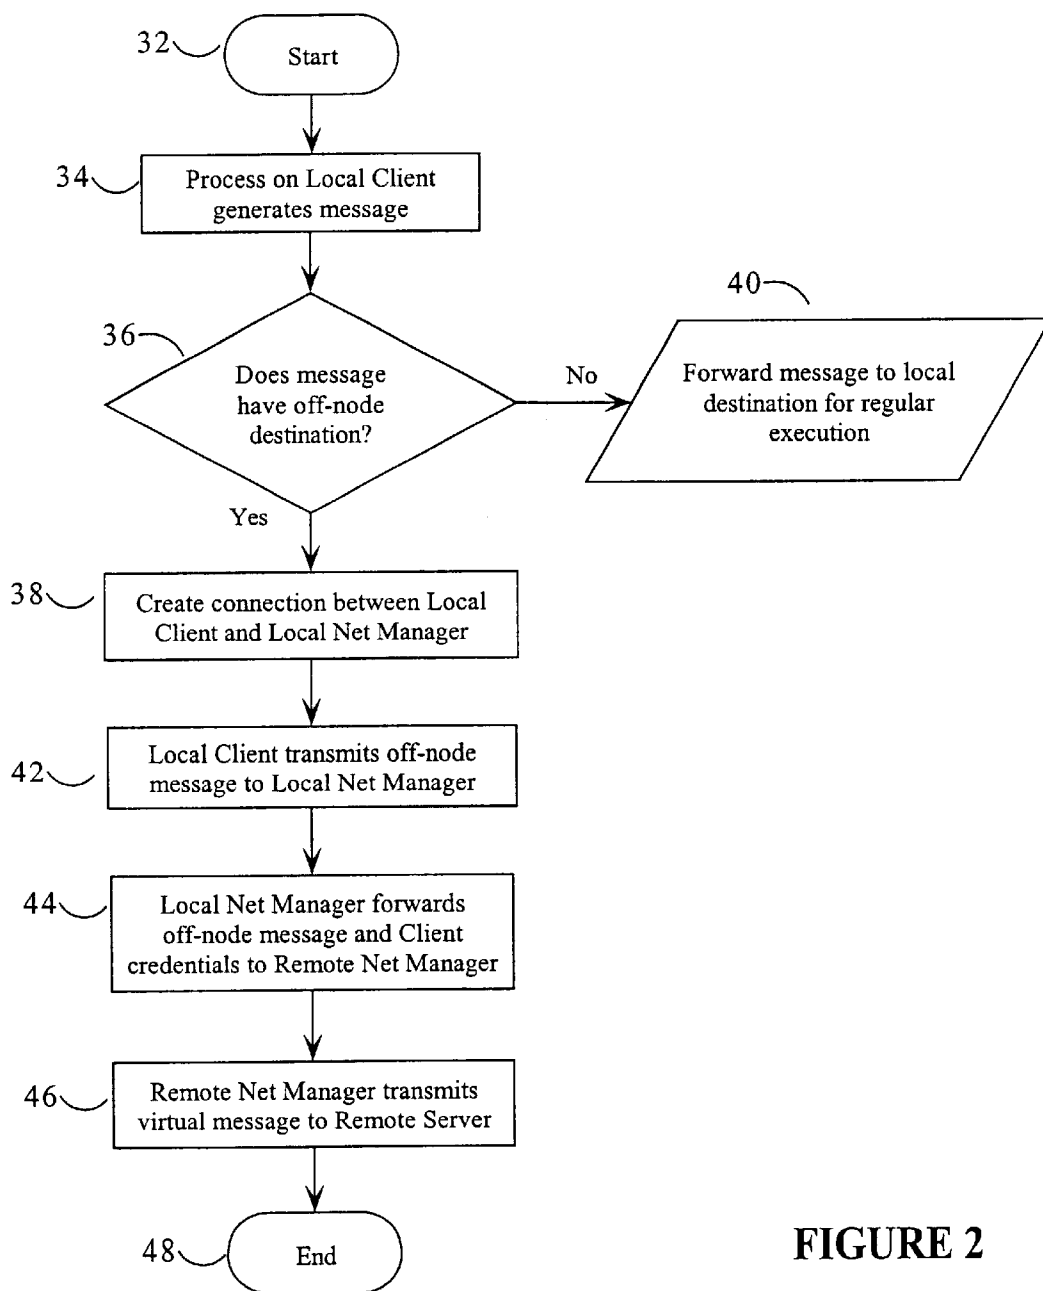 32
Start
34
Process on Local Client
generates message
36
Does message
have off-node
destination?
No
40
Forward message to local
destination for regular
execution
Yes
38
Create connection between Local
Client and Local Net Manager
42
Local Client transmits off-node
message to Local Net Manager
44
Local Net Manager forwards
off-node message and Client
credentials to Remote Net Manager
46
Remote Net Manager transmits
virtual message to Remote Server
48
End
FIGURE 2